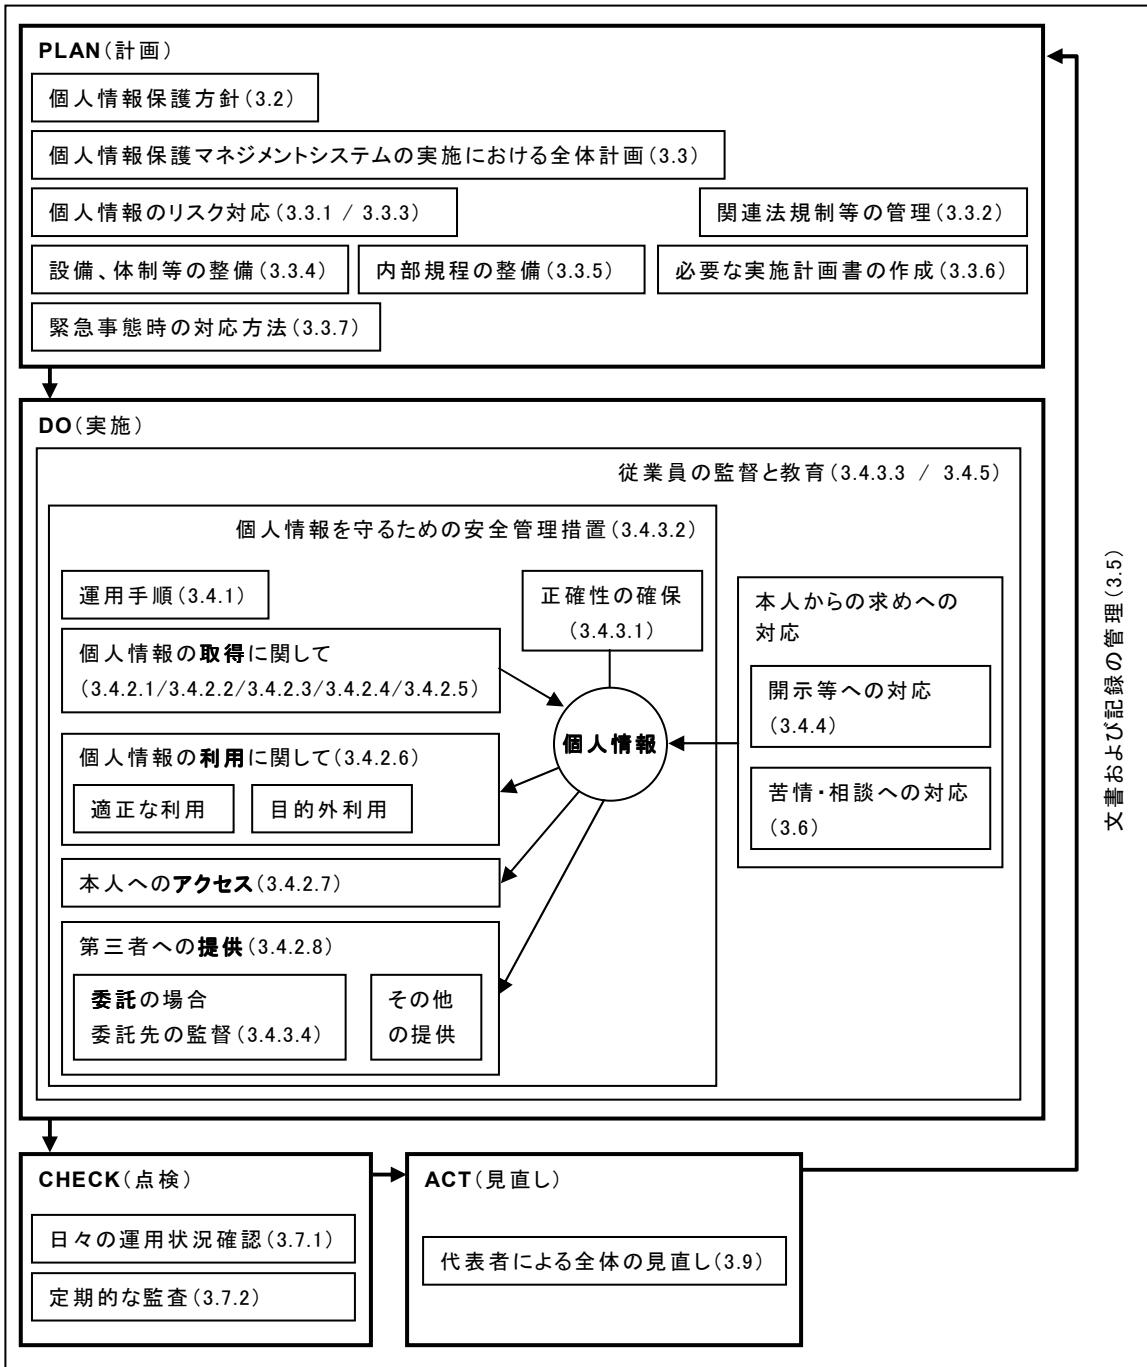 PLAN(計画)
個人情報保護方針(3.2)
個人情報保護マネジメントシステムの実施における全体計画(3.3)
個人情報のリスク対応(3.3.1 / 3.3.3)
関連法規制等の管理(3.3.2)
設備、体制等の整備(3.3.4)
内部規程の整備(3.3.5)
必要な実施計画書の作成(3.3.6)
緊急事態時の対応方法(3.3.7)
DO(実施)
従業員の監督と教育(3.4.3.3 / 3.4.5)
個人情報を守るための安全管理措置(3.4.3.2)
運用手順(3.4.1)
正確性の確保
(3.4.3.1)
個人情報の取得に関して
(3.4.2.1/3.4.2.2/3.4.2.3/3.4.2.4/3.4.2.5)
個人情報
個人情報の利用に関して(3.4.2.6)
適正な利用
目的外利用
本人へのアクセス(3.4.2.7)
第三者への提供(3.4.2.8)
委託の場合
委託先の監督(3.4.3.4)
その他
の提供
本人からの求めへの
対応
開示等への対応
(3.4.4)
苦情・相談への対応
(3.6)
CHECK(点検)
日々の運用状況確認(3.7.1)
定期的な監査(3.7.2)
ACT(見直し)
代表者による全体の見直し(3.9)
文書および記録の管理(3.5)